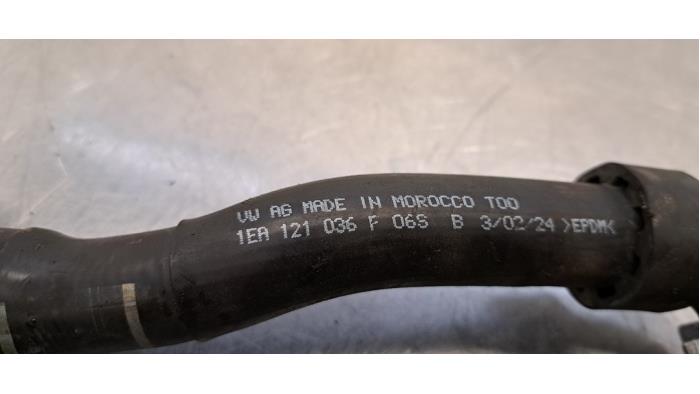 VW AG MADE IN MOROCCO TOO
1EA 121 036 F 06S B 3/02/24 >EPDM<